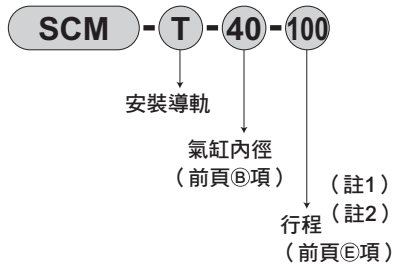 SCM-T-40-100
安裝導軌
氣缸內徑
（前頁Ⓑ項）
（註1）
（註2）
行程
（前頁Ⓔ項）